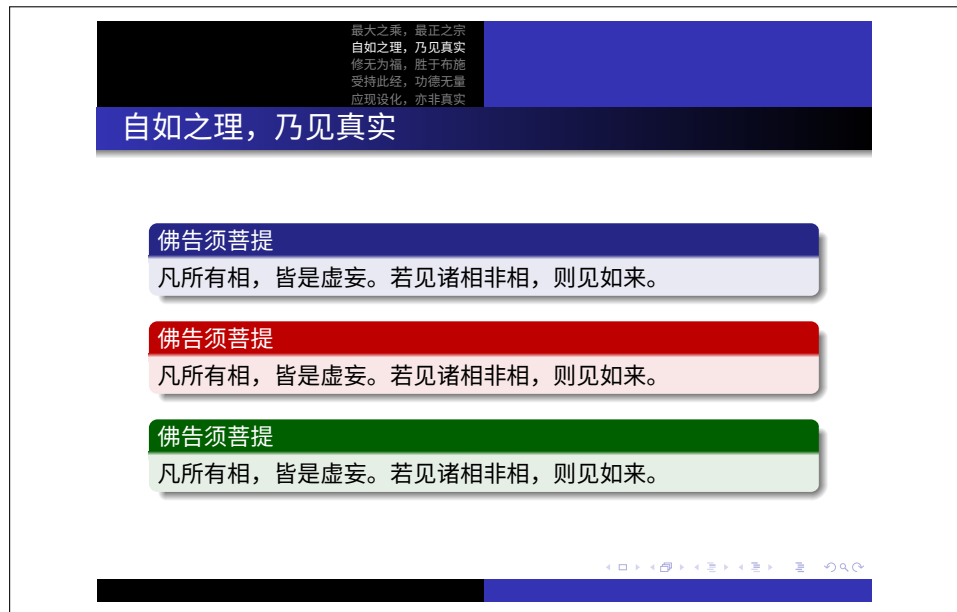 最大之乘，最正之宗
自如之理，乃见真实
修无为福，胜于布施
受持此经，功德无量
应现设化，亦非真实
自如之理，乃见真实
佛告须菩提
凡所有相，皆是虚妄。若见诸相非相，则见如来。
佛告须菩提
凡所有相，皆是虚妄。若见诸相非相，则见如来。
佛告须菩提
凡所有相，皆是虚妄。若见诸相非相，则见如来。